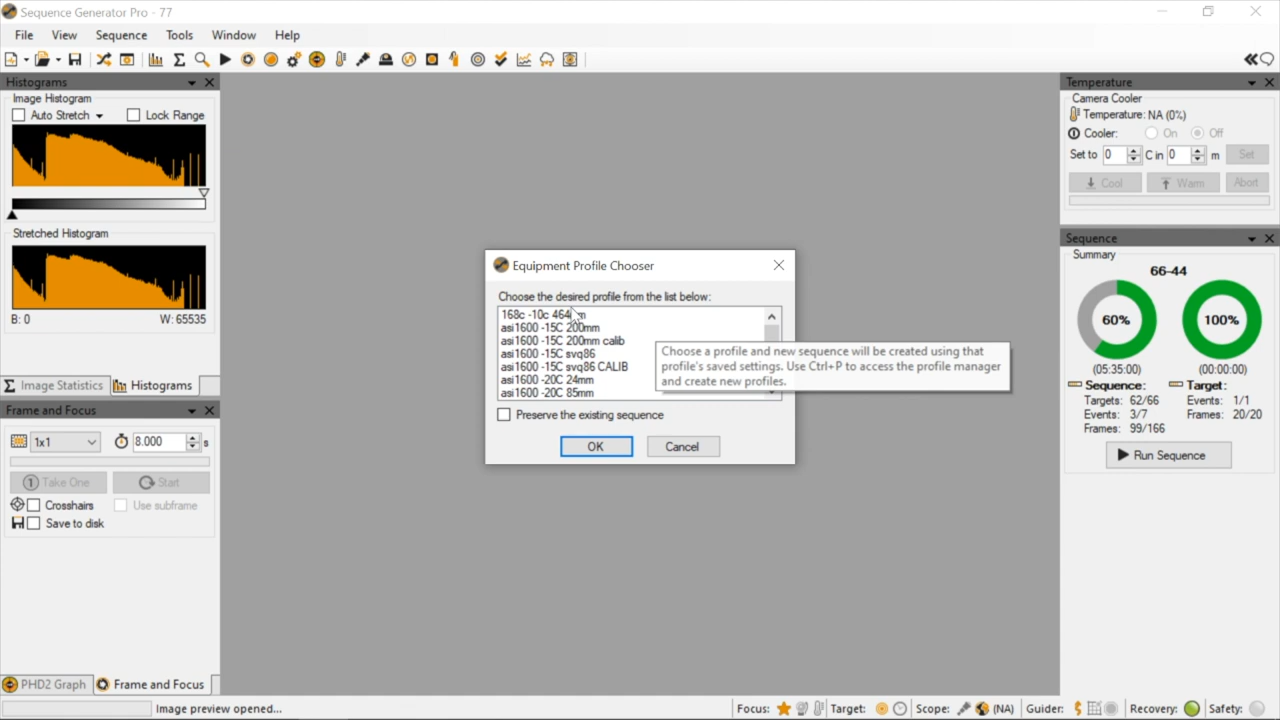 Sequence Generator Pro - 77
File View Sequence Tools Window Help
Histograms
Image Histogram
Auto Stretch Lock Range
Stretched Histogram
B: 0 W: 65535
Image Statistics Histograms
Frame and Focus
1x1 8.000 s
Take One Start
Crosshairs Use subframe
Save to disk
PHD2 Graph Frame and Focus
Equipment Profile Chooser
Choose the desired profile from the list below:
168c -10c
asi1600 -15C 200mm
asi1600 -15C 200mm calib
asi1600 -15C svq86
asi1600 -15C svq86 CALIB
asi1600 -20C 24mm
asi1600 -20C 85mm
Choose a profile and new sequence will be created using that
profile's saved settings. Use Ctrl+P to access the profile manager
and create new profiles.
Preserve the existing sequence
OK Cancel
Temperature
Camera Cooler
Temperature: NA (0%)
Cooler: On Off
Set to 0 C in 0 m Set
Cool Warm Abort
Sequence
Summary
66-44
60% 100%
(05:35:00) (00:00:00)
Sequence: Target:
Targets: 62/66 Events: 1/1
Events: 3/7 Frames: 20/20
Frames: 99/166
Run Sequence
Image preview opened... Focus: Target: Scope: (NA) Guider: Recovery: Safety: